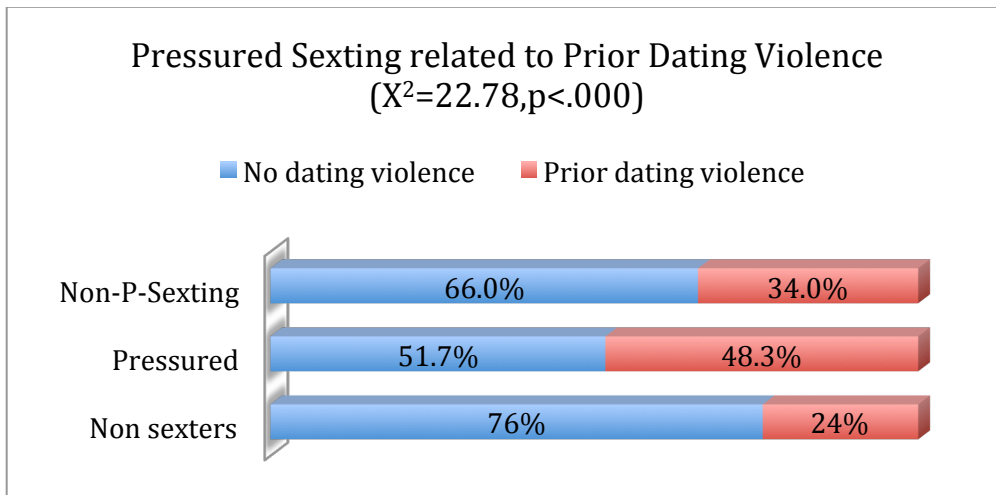 Pressured Sexting related to Prior Dating Violence
(X²=22.78,p<.000)
No dating violence Prior dating violence
Non-P-Sexting 66.0% 34.0%
Pressured 51.7% 48.3%
Non sexters 76% 24%